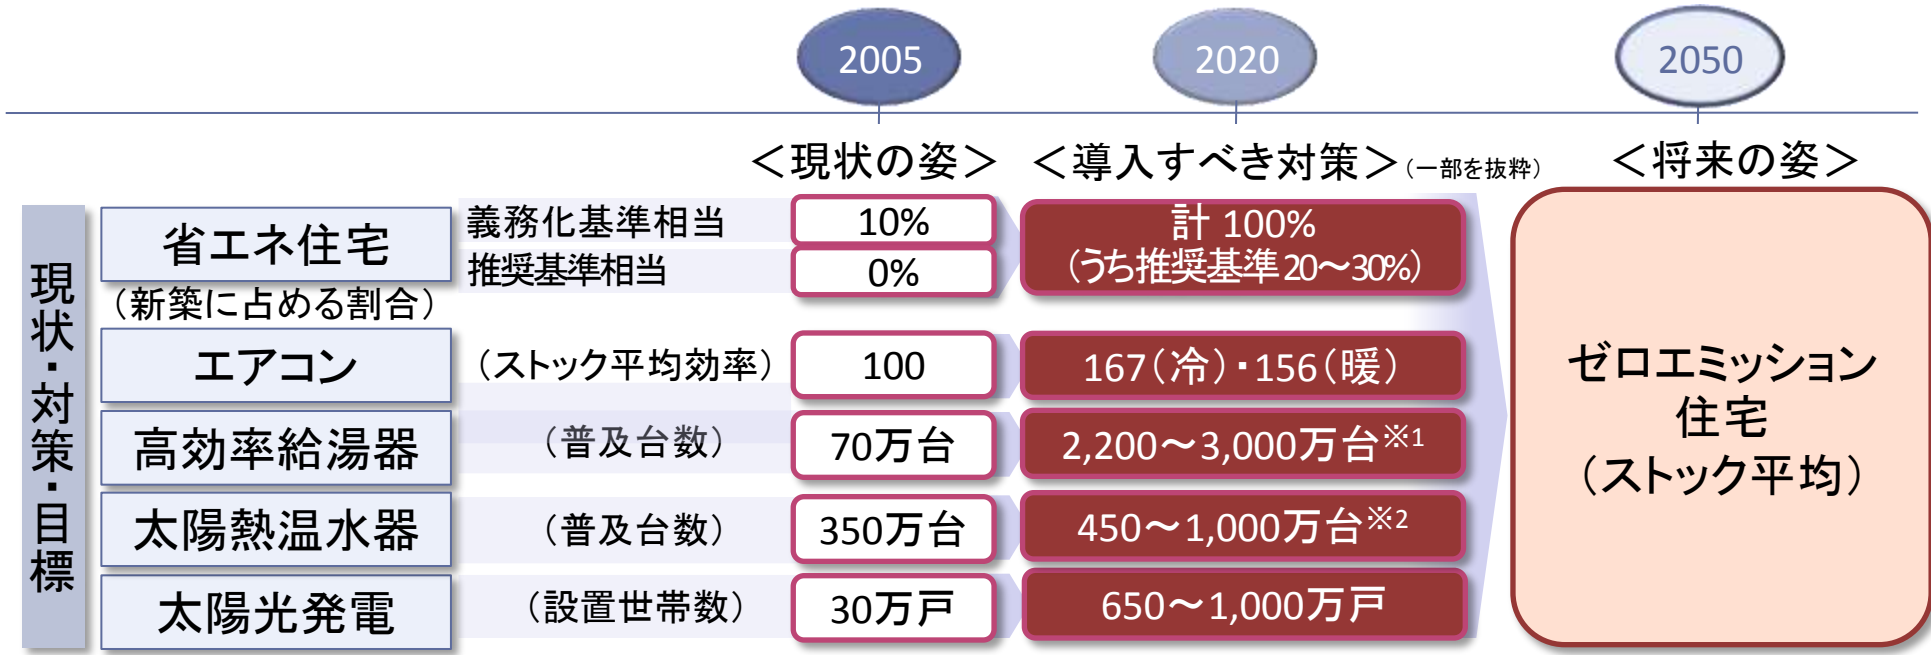 2005
2020
2050
＜現状の姿＞
＜導入すべき対策＞(一部を抜粋)
＜将来の姿＞
現状・対策・目標
省エネ住宅
(新築に占める割合)
義務化基準相当
10%
推奨基準相当
0%
計 100%
(うち推奨基準20～30%)
エアコン
(ストック平均効率)
100
167(冷)・156(暖)
高効率給湯器
(普及台数)
70万台
2,200～3,000万台※1
太陽熱温水器
(普及台数)
350万台
450～1,000万台※2
太陽光発電
(設置世帯数)
30万戸
650～1,000万戸
ゼロエミッション
住宅
(ストック平均)